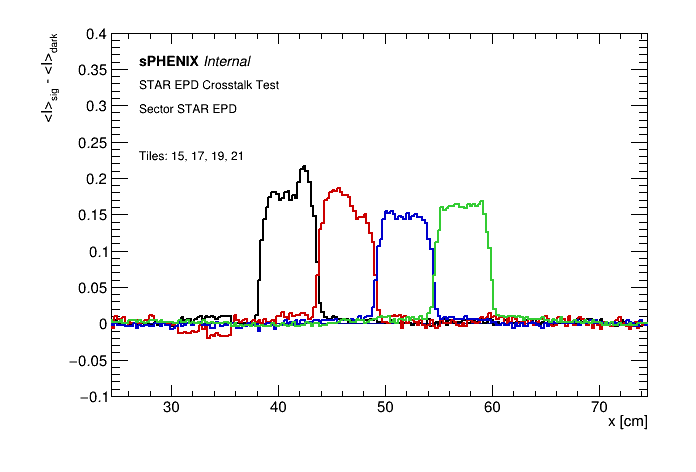 0.4
<I>sig - <I>dark
sPHENIX Internal
0.35
STAR EPD Crosstalk Test
0.3
Sector STAR EPD
0.25
Tiles: 15, 17, 19, 21
0.2
0.15
0.1
0.05
0
−0.05
−0.1
30 40 50 60 70
x [cm]